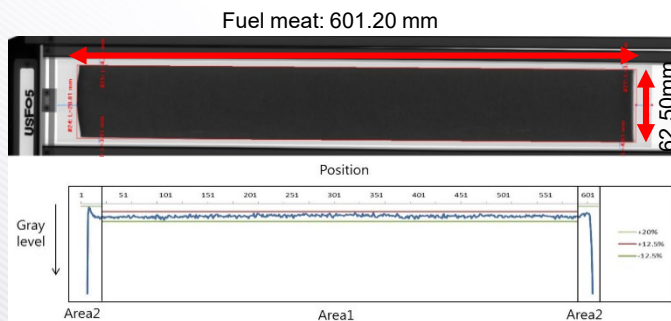 Fuel meat: 601.20 mm
USF05
62.50mm
Position
1 51 101 151 201 251 301 351 401 451 501 551 601
Gray
level
+20%
+12.5%
-12.5%
Area2 Area1 Area2